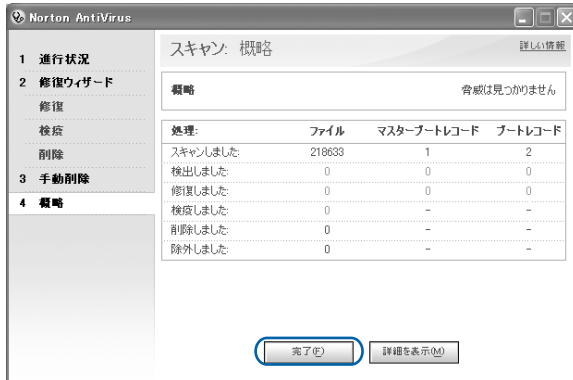 Norton AntiVirus
1 進行状況
2 修復ウィザード
修復
検疫
削除
3 手動削除
4 概略
スキャン: 概略
詳しい情報
概略 脅威は見つかりません
処理: ファイル マスターブートレコード ブートレコード
スキャンしました: 218633 1 2
検出しました: 0 0 0
修復しました: 0 0 0
検疫しました: 0 - -
削除しました: 0 - -
除外しました: 0 - -
完了(F) 詳細を表示(M)